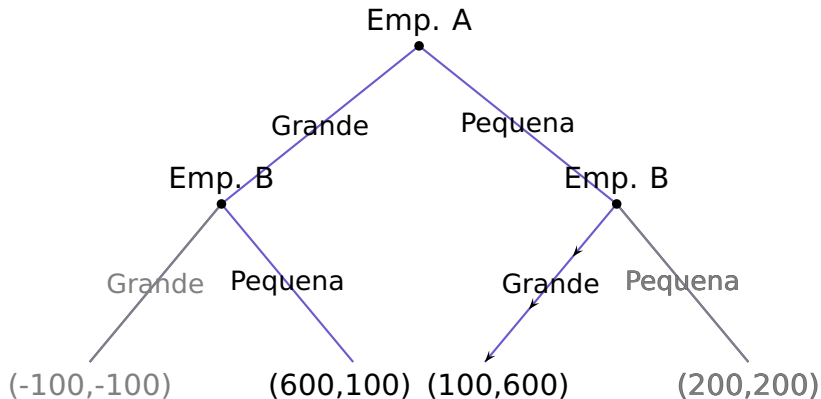 Emp. A
Grande
Pequena
Emp. B
Emp. B
Grande
Pequena
Grande
Pequena
(-100,-100)
(600,100)
(100,600)
(200,200)